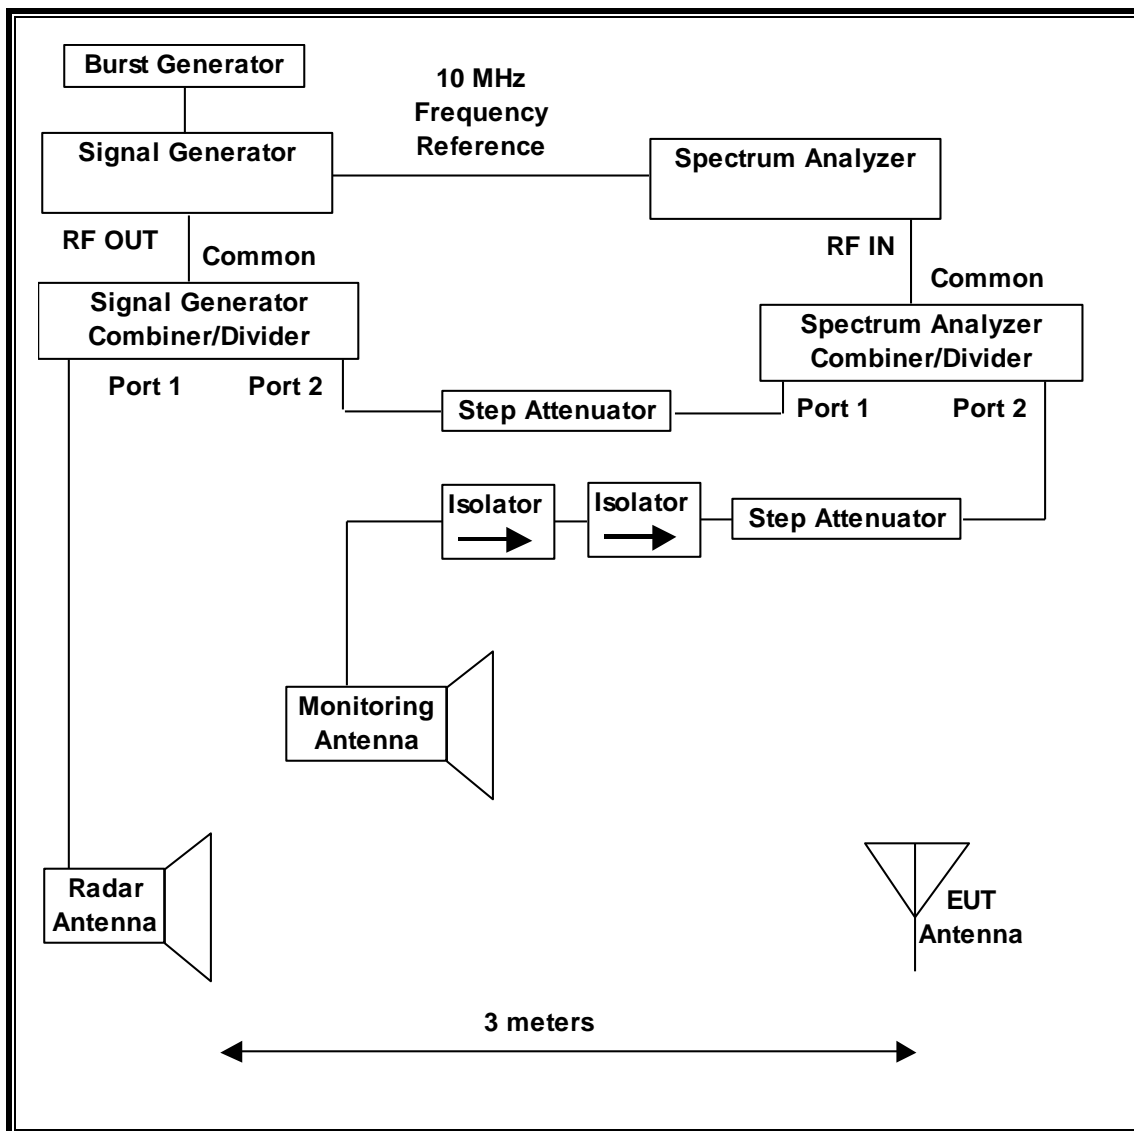 Burst Generator
10 MHz
Frequency
Reference
Signal Generator
Spectrum Analyzer
RF OUT
Common
RF IN
Common
Signal Generator
Combiner/Divider
Spectrum Analyzer
Combiner/Divider
Port 1
Port 2
Step Attenuator
Port 1
Port 2
Isolator
Isolator
Step Attenuator
Monitoring
Antenna
Radar
Antenna
EUT
Antenna
3 meters